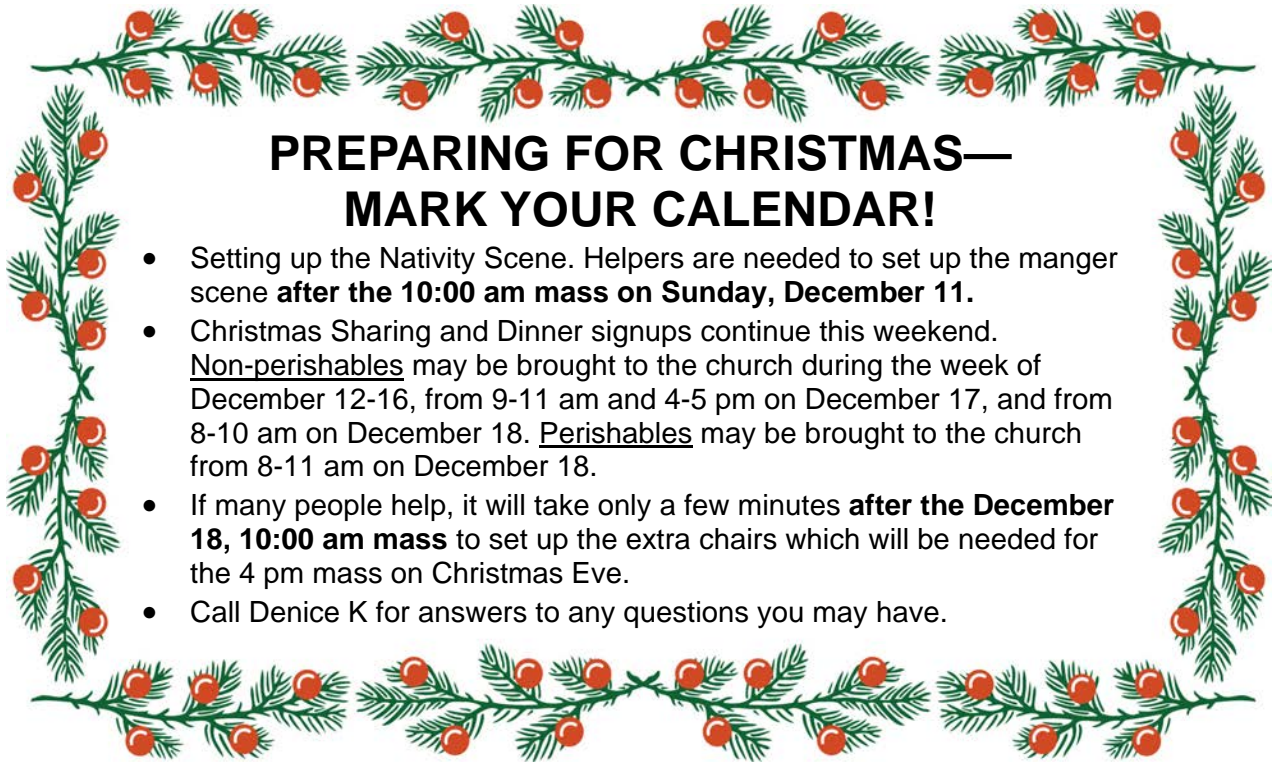 PREPARING FOR CHRISTMAS—
MARK YOUR CALENDAR!
• Setting up the Nativity Scene. Helpers are needed to set up the manger
scene after the 10:00 am mass on Sunday, December 11.
• Christmas Sharing and Dinner signups continue this weekend.
Non-perishables may be brought to the church during the week of
December 12-16, from 9-11 am and 4-5 pm on December 17, and from
8-10 am on December 18. Perishables may be brought to the church
from 8-11 am on December 18.
• If many people help, it will take only a few minutes after the December
18, 10:00 am mass to set up the extra chairs which will be needed for
the 4 pm mass on Christmas Eve.
• Call Denice K for answers to any questions you may have.